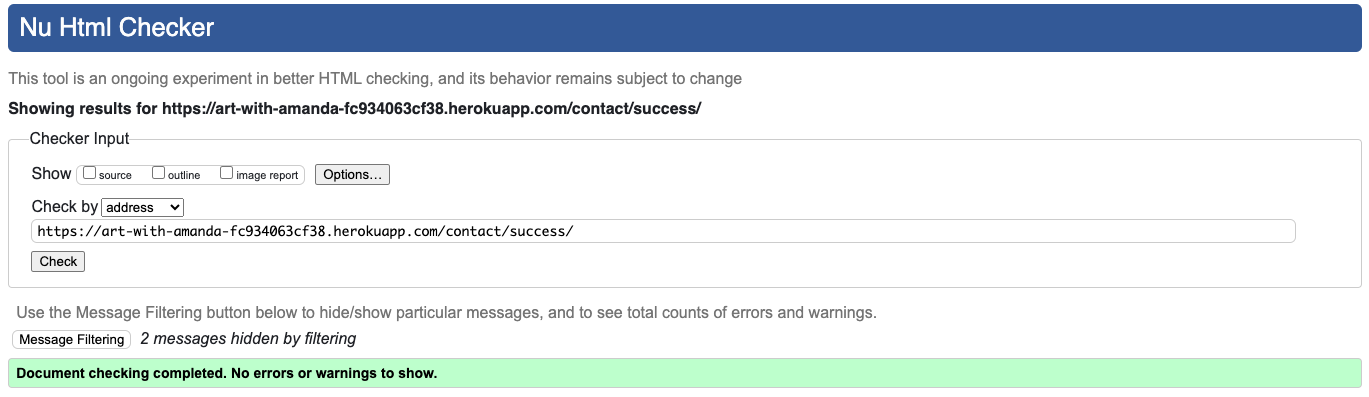 Nu Html Checker
This tool is an ongoing experiment in better HTML checking, and its behavior remains subject to change
Showing results for https://art-with-amanda-fc934063cf38.herokuapp.com/contact/success/
Checker Input
Show source outline image report Options...
Check by address
https://art-with-amanda-fc934063cf38.herokuapp.com/contact/success/
Check
Use the Message Filtering button below to hide/show particular messages, and to see total counts of errors and warnings.
Message Filtering 2 messages hidden by filtering
Document checking completed. No errors or warnings to show.